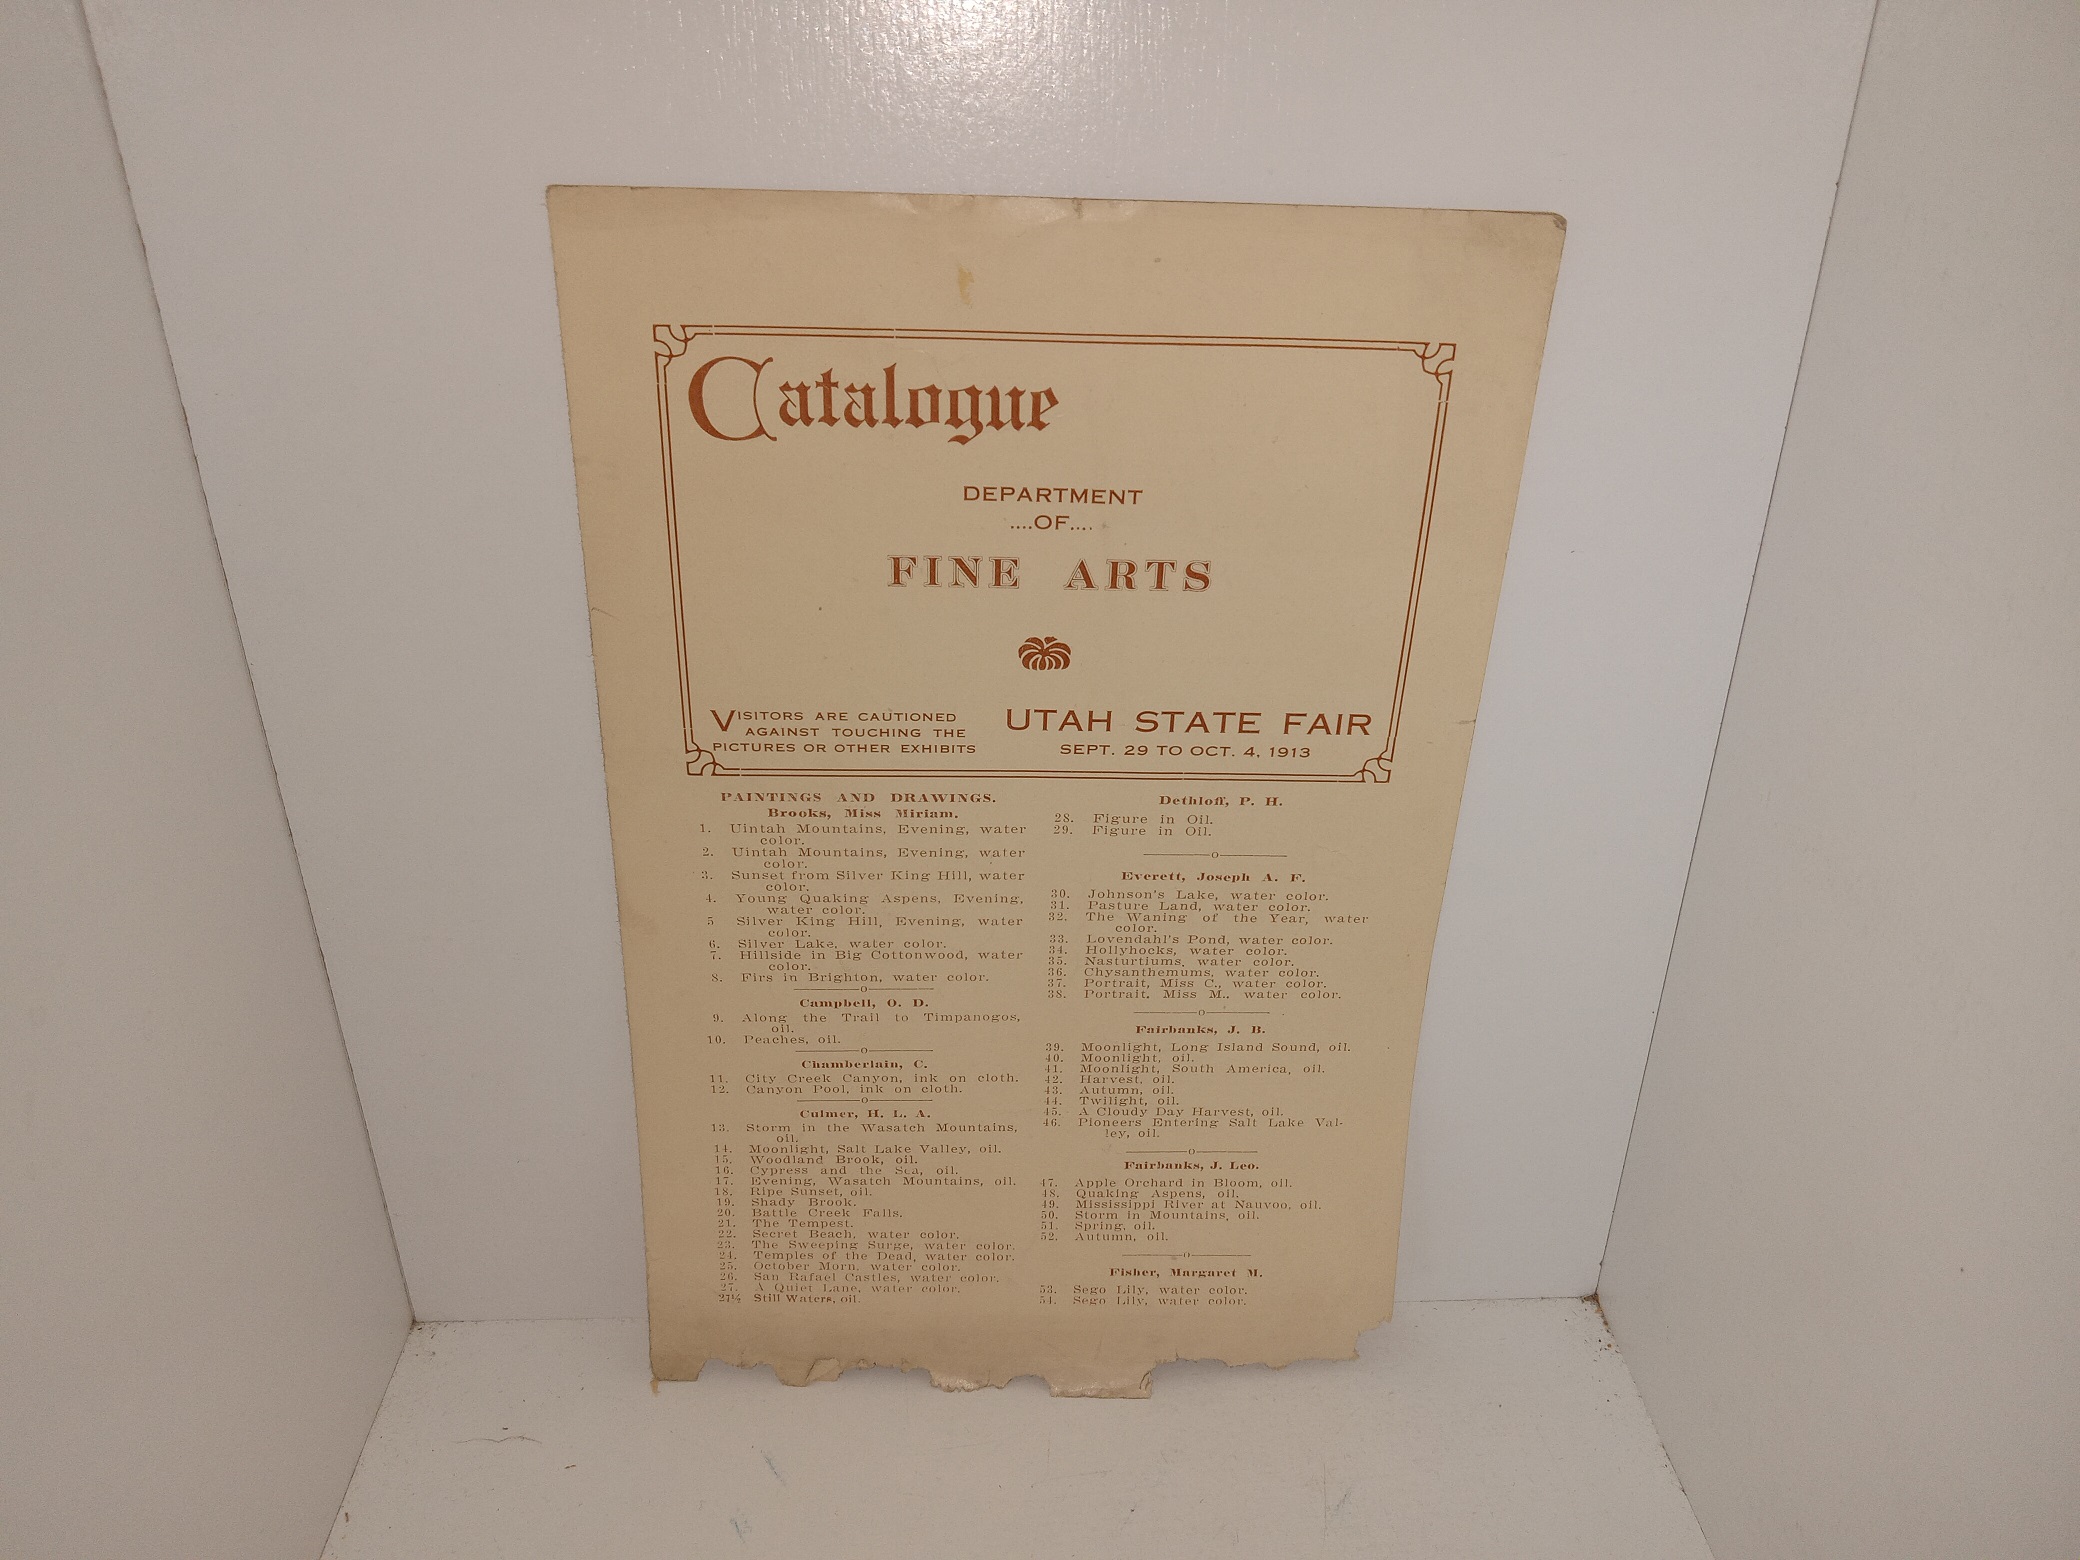 Catalogue
DEPARTMENT
....OF....
FINE ARTS
VISITORS ARE CAUTIONED
AGAINST TOUCHING THE
PICTURES OR OTHER EXHIBITS
UTAH STATE FAIR
SEPT. 29 TO OCT. 4, 1913
PAINTINGS AND DRAWINGS.
Brooks, Miss Miriam.
1. Uintah Mountains, Evening, water
color.
2. Uintah Mountains, Evening, water
color.
3. Sunset from Silver King Hill, water
color.
4. Young Quaking Aspens, Evening,
water color.
5 Silver King Hill, Evening, water
color.
6. Silver Lake, water color.
7. Hillside in Big Cottonwood, water
color.
8. Firs in Brighton, water color.
o
Campbell, O. D.
9. Along the Trail to Timpanogos,
oil.
10. Peaches, oil.
o
Chamberlain, C.
11. City Creek Canyon, ink on cloth.
12. Canyon Pool, ink on cloth.
o
Culmer, H. L. A.
13. Storm in the Wasatch Mountains,
oil.
14. Moonlight, Salt Lake Valley, oil.
15. Woodland Brook, oil.
16. Cypress and the Sea, oil.
17. Evening, Wasatch Mountains, oil.
18. Ripe Sunset, oil.
19. Shady Brook.
20. Battle Creek Falls.
21. The Tempest.
22. Secret Beach, water color.
23. The Sweeping Surge, water color.
24. Temples of the Dead, water color.
25. October Morn, water color.
26. San Rafael Castles, water color.
27. A Quiet Lane, water color.
27½ Still Waters, oil.
Dethloff, P. H.
28. Figure in Oil.
29. Figure in Oil.
o
Everett, Joseph A. F.
30. Johnson's Lake, water color.
31. Pasture Land, water color.
32. The Waning of the Year, water
color.
33. Lovendahl's Pond, water color.
34. Hollyhocks, water color.
35. Nasturtiums, water color.
36. Chysanthemums, water color.
37. Portrait, Miss C., water color.
38. Portrait, Miss M., water color.
o
Fairbanks, J. B.
39. Moonlight, Long Island Sound, oil.
40. Moonlight, oil.
41. Moonlight, South America, oil.
42. Harvest, oil.
43. Autumn, oil.
44. Twilight, oil.
45. A Cloudy Day Harvest, oil.
46. Pioneers Entering Salt Lake Val-
ley, oil.
o
Fairbanks, J. Leo.
47. Apple Orchard in Bloom, oil.
48. Quaking Aspens, oil.
49. Mississippi River at Nauvoo, oil.
50. Storm in Mountains, oil.
51. Spring, oil.
52. Autumn, oil.
o
Fisher, Margaret M.
53. Sego Lily, water color.
54. Sego Lily, water color.